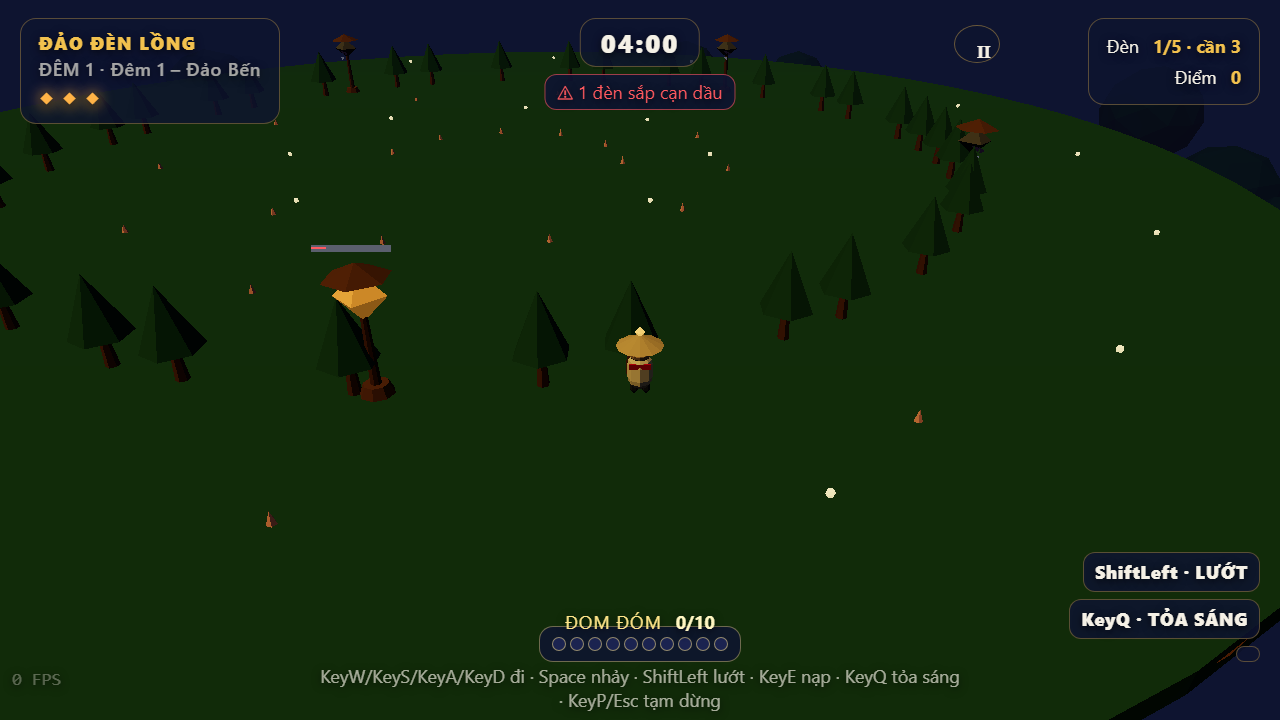 ĐẢO ĐÈN LỒNG
ĐÊM 1 · Đêm 1 – Đảo Bến
04:00
⚠ 1 đèn sắp cạn dầu
II
Đèn 1/5 · cần 3
Điểm 0
ShiftLeft · LƯỚT
KeyQ · TỎA SÁNG
ĐOM ĐÓM 0/10
KeyW/KeyS/KeyA/KeyD đi · Space nhảy · ShiftLeft lướt · KeyE nạp · KeyQ tỏa sáng
· KeyP/Esc tạm dừng
0 FPS